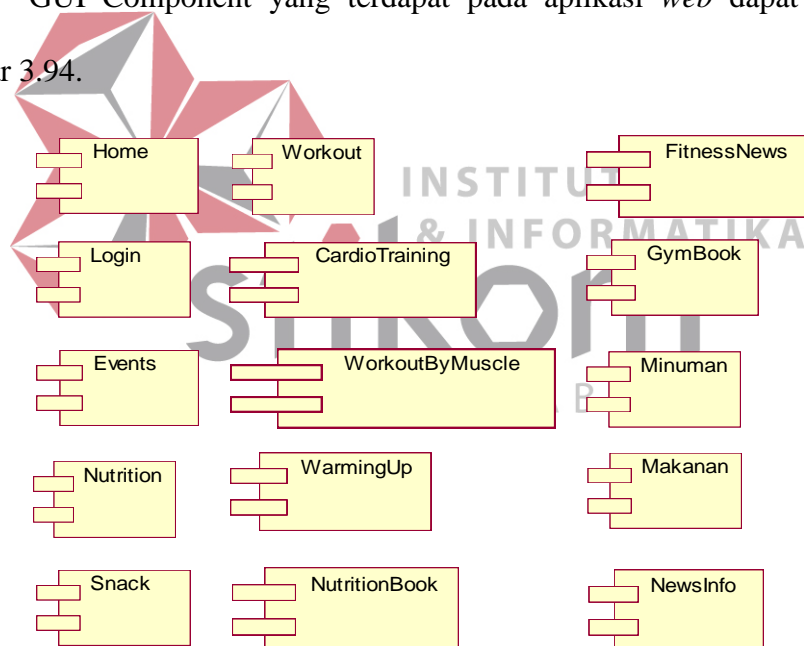 GUI Component yang terdapat pada aplikasi web dapat
r 3.94.
Home
Workout
FitnessNews
INSTITU
& INFORMATIKA
Login
CardioTraining
GymBook
Events
WorkoutByMuscle
Minuman
Nutrition
WarmingUp
Makanan
Snack
NutritionBook
NewsInfo